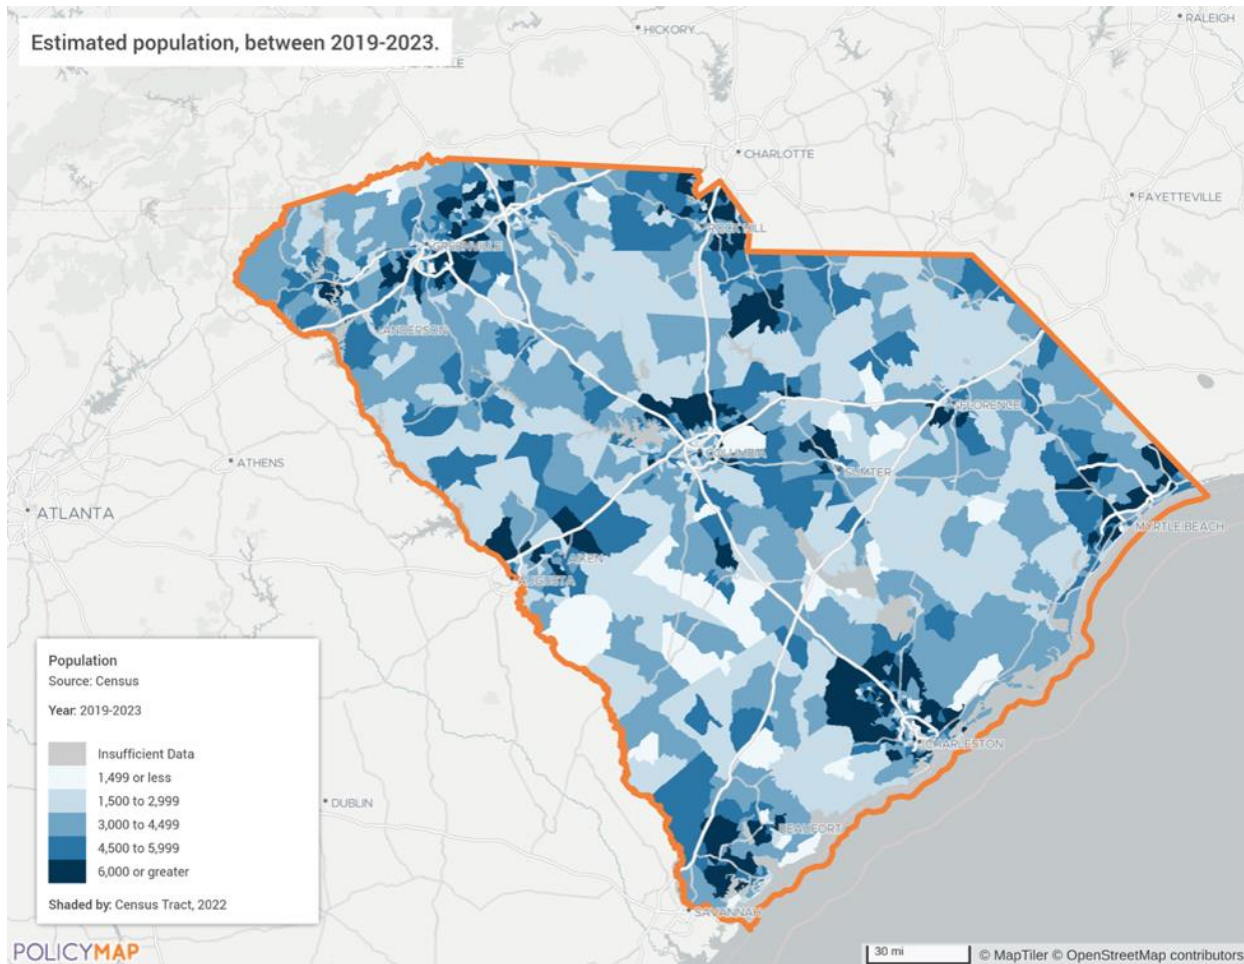 Estimated population, between 2019-2023.
HICKORY
RALEIGH
CHARLOTTE
FAYETTEVILLE
ROCK HILL
GREENVILLE
ANDERSON
FLORENCE
COLUMBIA
SUMTER
ATHENS
ATLANTA
MYRTLE BEACH
AIKEN
AUGUSTA
CHARLESTON
DUBLIN
BEAUFORT
SAVANNAH
Population
Source: Census
Year: 2019-2023
Insufficient Data
1,499 or less
1,500 to 2,999
3,000 to 4,499
4,500 to 5,999
6,000 or greater
Shaded by: Census Tract, 2022
POLICYMAP
30 mi
© MapTiler © OpenStreetMap contributors